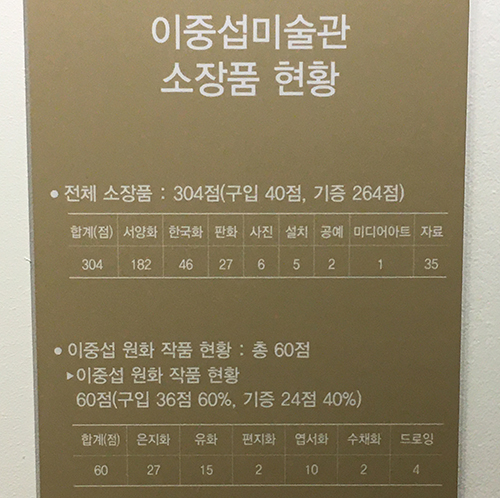 이중섭미술관
소장품 현황
● 전체 소장품 : 304점(구입 40점, 기증 264점)
합계(점) 서양화 한국화 판화 사진 설치 공예 미디어아트 자료
304 182 46 27 6 5 2 1 35
● 이중섭 원화 작품 현황 : 총 60점
▸이중섭 원화 작품 현황
60점(구입 36점 60%, 기증 24점 40%)
합계(점) 은지화 유화 편지화 엽서화 수채화 드로잉
60 27 15 2 10 2 4